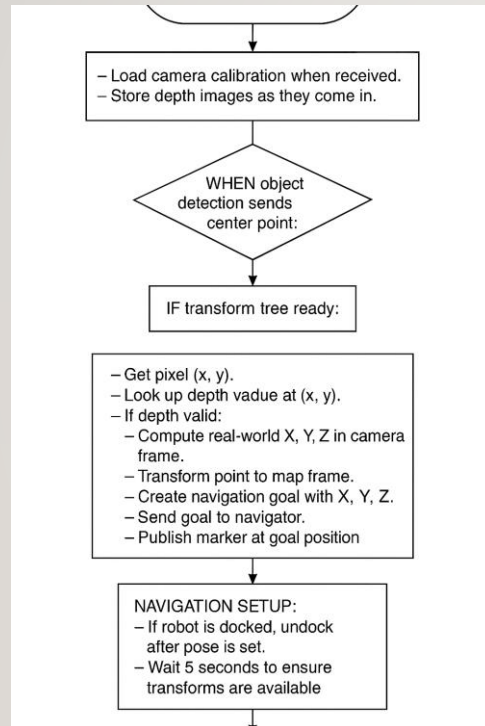 – Load camera calibration when received.
– Store depth images as they come in.
WHEN object
detection sends
center point:
IF transform tree ready:
– Get pixel (x, y).
– Look up depth vadue at (x, y).
– If depth valid:
– Compute real-world X, Y, Z in camera
frame.
– Transform point to map frame.
– Create navigation goal with X, Y, Z.
– Send goal to navigator.
– Publish marker at goal position
NAVIGATION SETUP:
– If robot is docked, undock
after pose is set.
– Wait 5 seconds to ensure
transforms are available